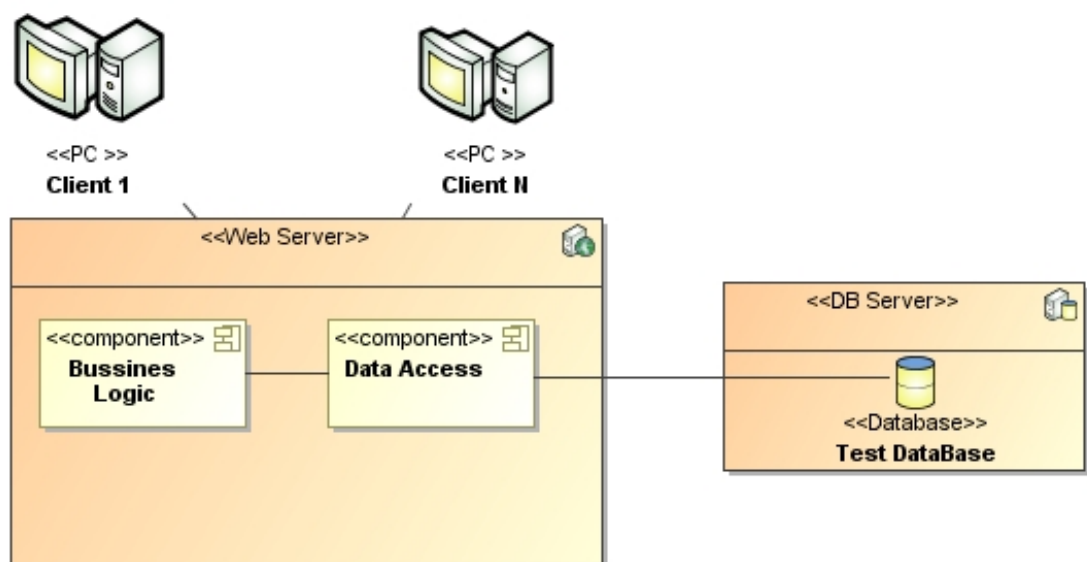 <<PC >>
Client 1
<<PC >>
Client N
<<Web Server>>
<<component>>
Bussines
Logic
<<component>>
Data Access
<<DB Server>>
<<Database>>
Test DataBase